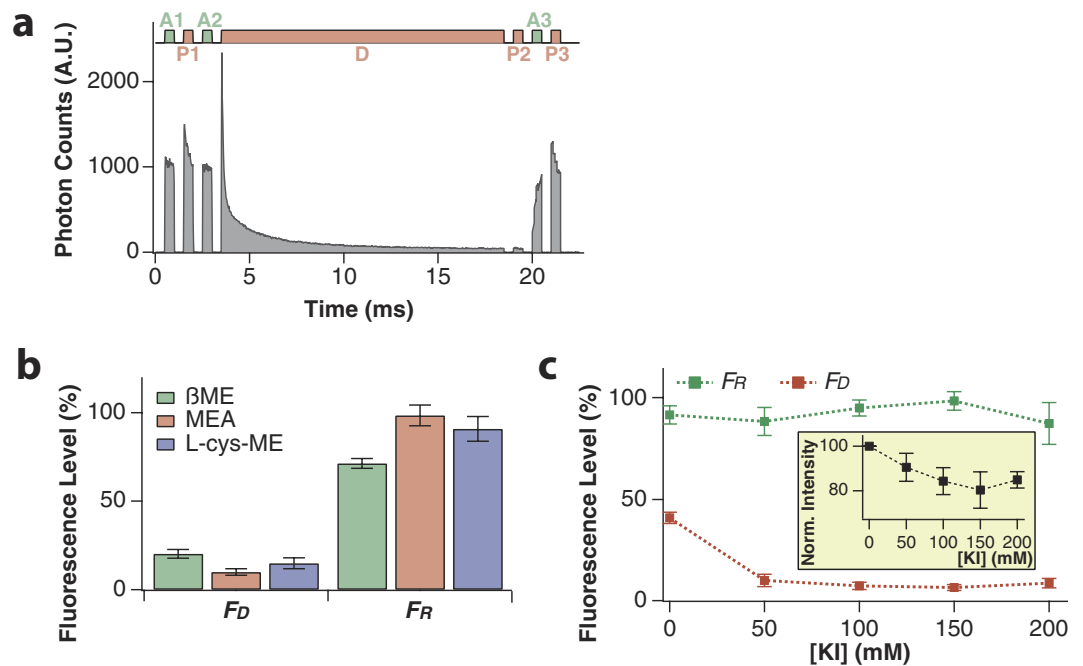 a
A1 A2 A3
P1 D P2 P3
Photon Counts (A.U.)
2000
1000
0
0 5 10 15 20
Time (ms)
b
Fluorescence Level (%)
100
50
0
ßME
MEA
L-cys-ME
FD FR
c
Fluorescence Level (%)
100
50
0
FR FD
Norm. Intensity
100
80
0 50 100 150 200
[KI] (mM)
0 50 100 150 200
[KI] (mM)